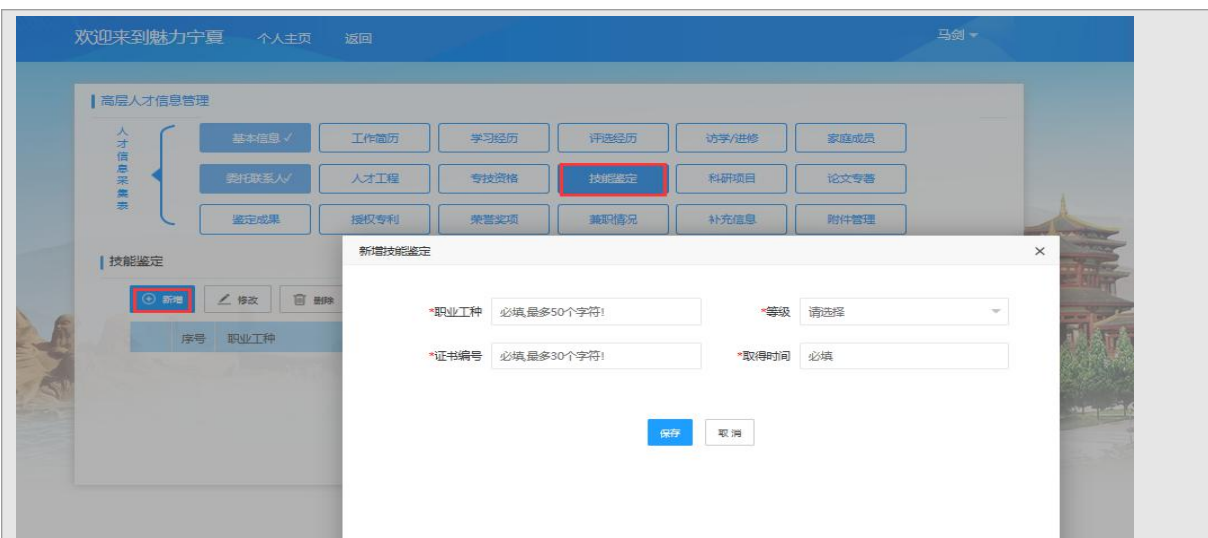 欢迎来到魅力宁夏 个人主页 返回 马剑
高层人才信息管理
人才信息采集表
基本信息✓ 工作简历 学习经历 评选经历 访学/进修 家庭成员
委托联系人✓ 人才工程 专技资格 技能鉴定 科研项目 论文专著
鉴定成果 授权专利 荣誉奖项 兼职情况 补充信息 附件管理
技能鉴定
新增 修改 删除
序号 职业工种
新增技能鉴定 ×
*职业工种 必填,最多50个字符! *等级 请选择
*证书编号 必填,最多30个字符! *取得时间 必填
保存 取消